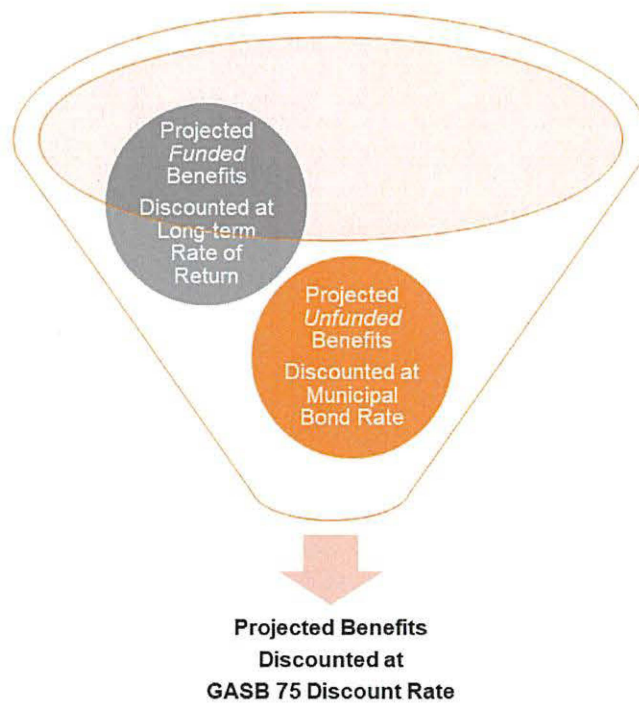 Projected
Funded
Benefits
Discounted at
Long-term
Rate of
Return
Projected
Unfunded
Benefits
Discounted at
Municipal
Bond Rate
Projected Benefits
Discounted at
GASB 75 Discount Rate